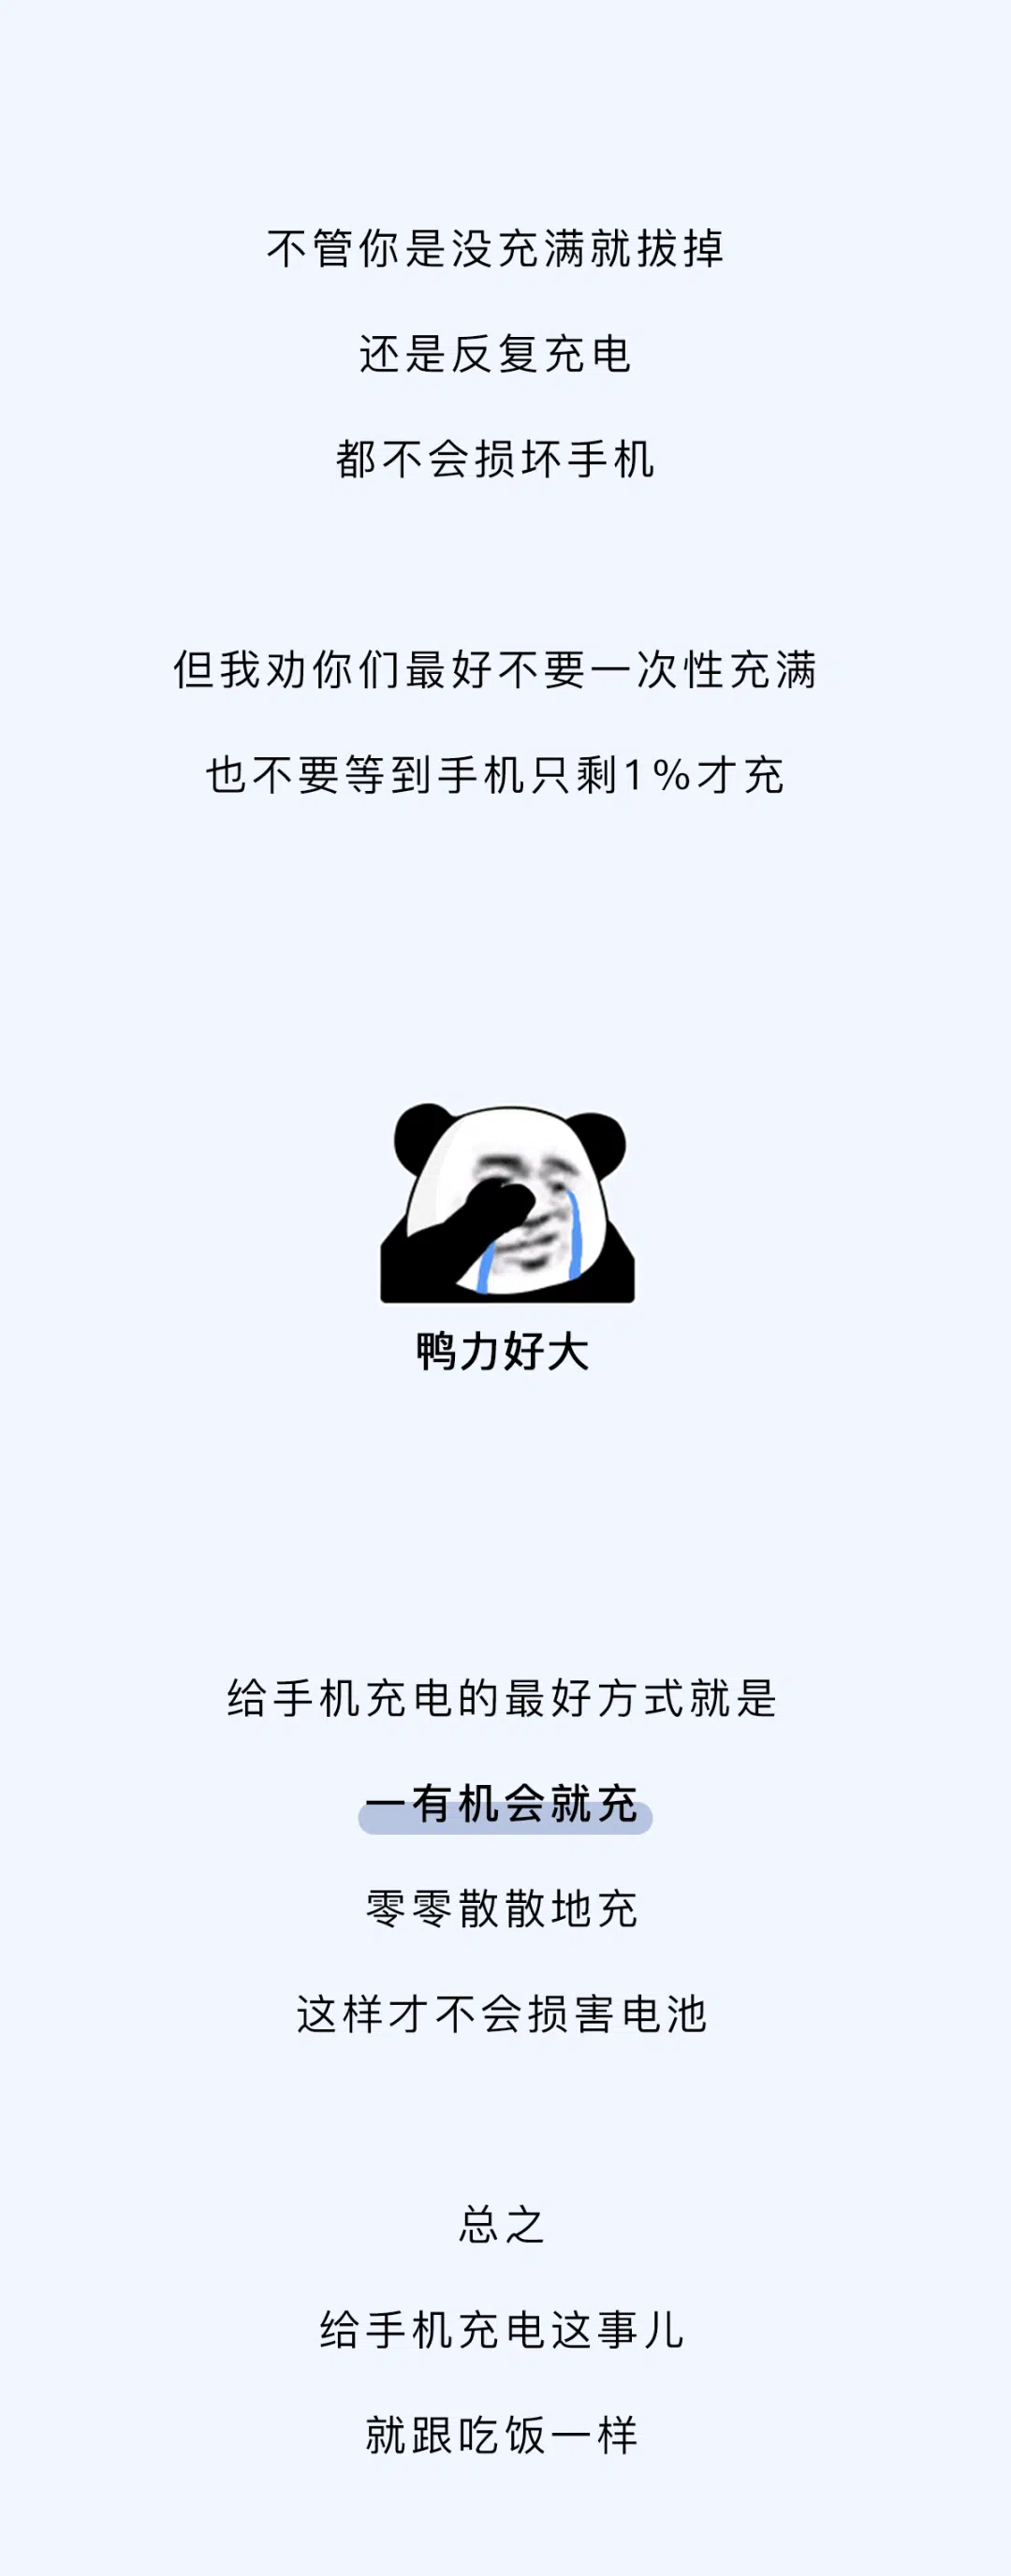 不管你是没充满就拔掉
还是反复充电
都不会损坏手机
但我劝你们最好不要一次性充满
也不要等到手机只剩1%才充
鸭力好大
给手机充电的最好方式就是
一有机会就充
零零散散地充
这样才不会损害电池
总之
给手机充电这事儿
就跟吃饭一样